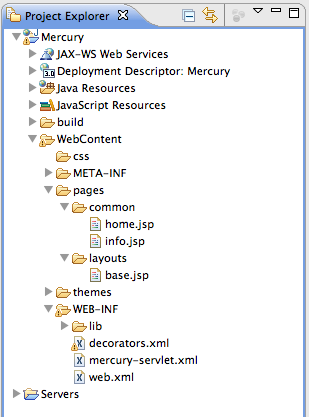 Project Explorer
Mercury
JAX-WS Web Services
3.0 Deployment Descriptor: Mercury
Java Resources
JavaScript Resources
build
WebContent
css
META-INF
pages
common
home.jsp
info.jsp
layouts
base.jsp
themes
WEB-INF
lib
decorators.xml
mercury-servlet.xml
web.xml
Servers